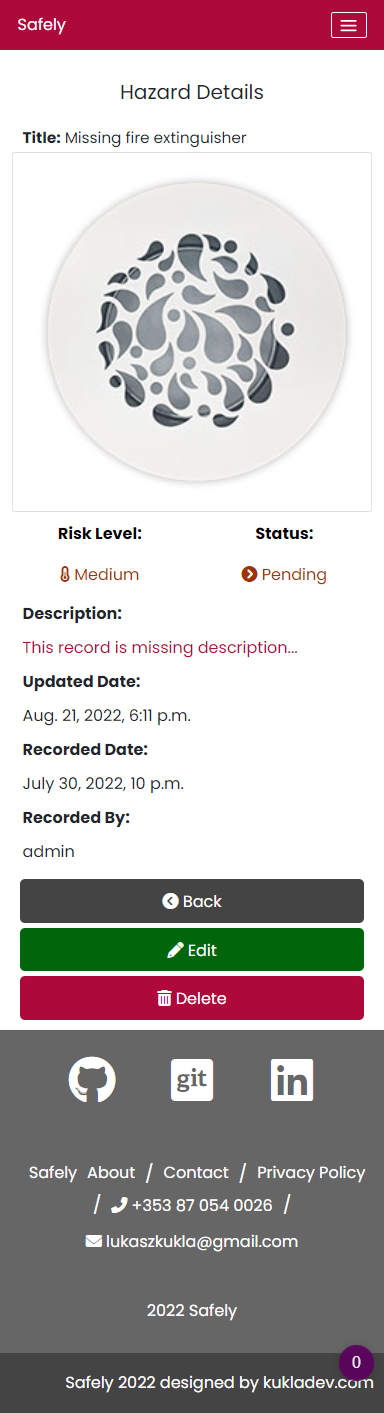 Safely
Hazard Details
Title: Missing fire extinguisher
Risk Level: Status:
Medium Pending
Description:
This record is missing description...
Updated Date:
Aug. 21, 2022, 6:11 p.m.
Recorded Date:
July 30, 2022, 10 p.m.
Recorded By:
admin
Back
Edit
Delete
git in
Safely About / Contact / Privacy Policy
/ +353 87 054 0026 /
lukaszkukla@gmail.com
2022 Safely
0
Safely 2022 designed by kukladev.com